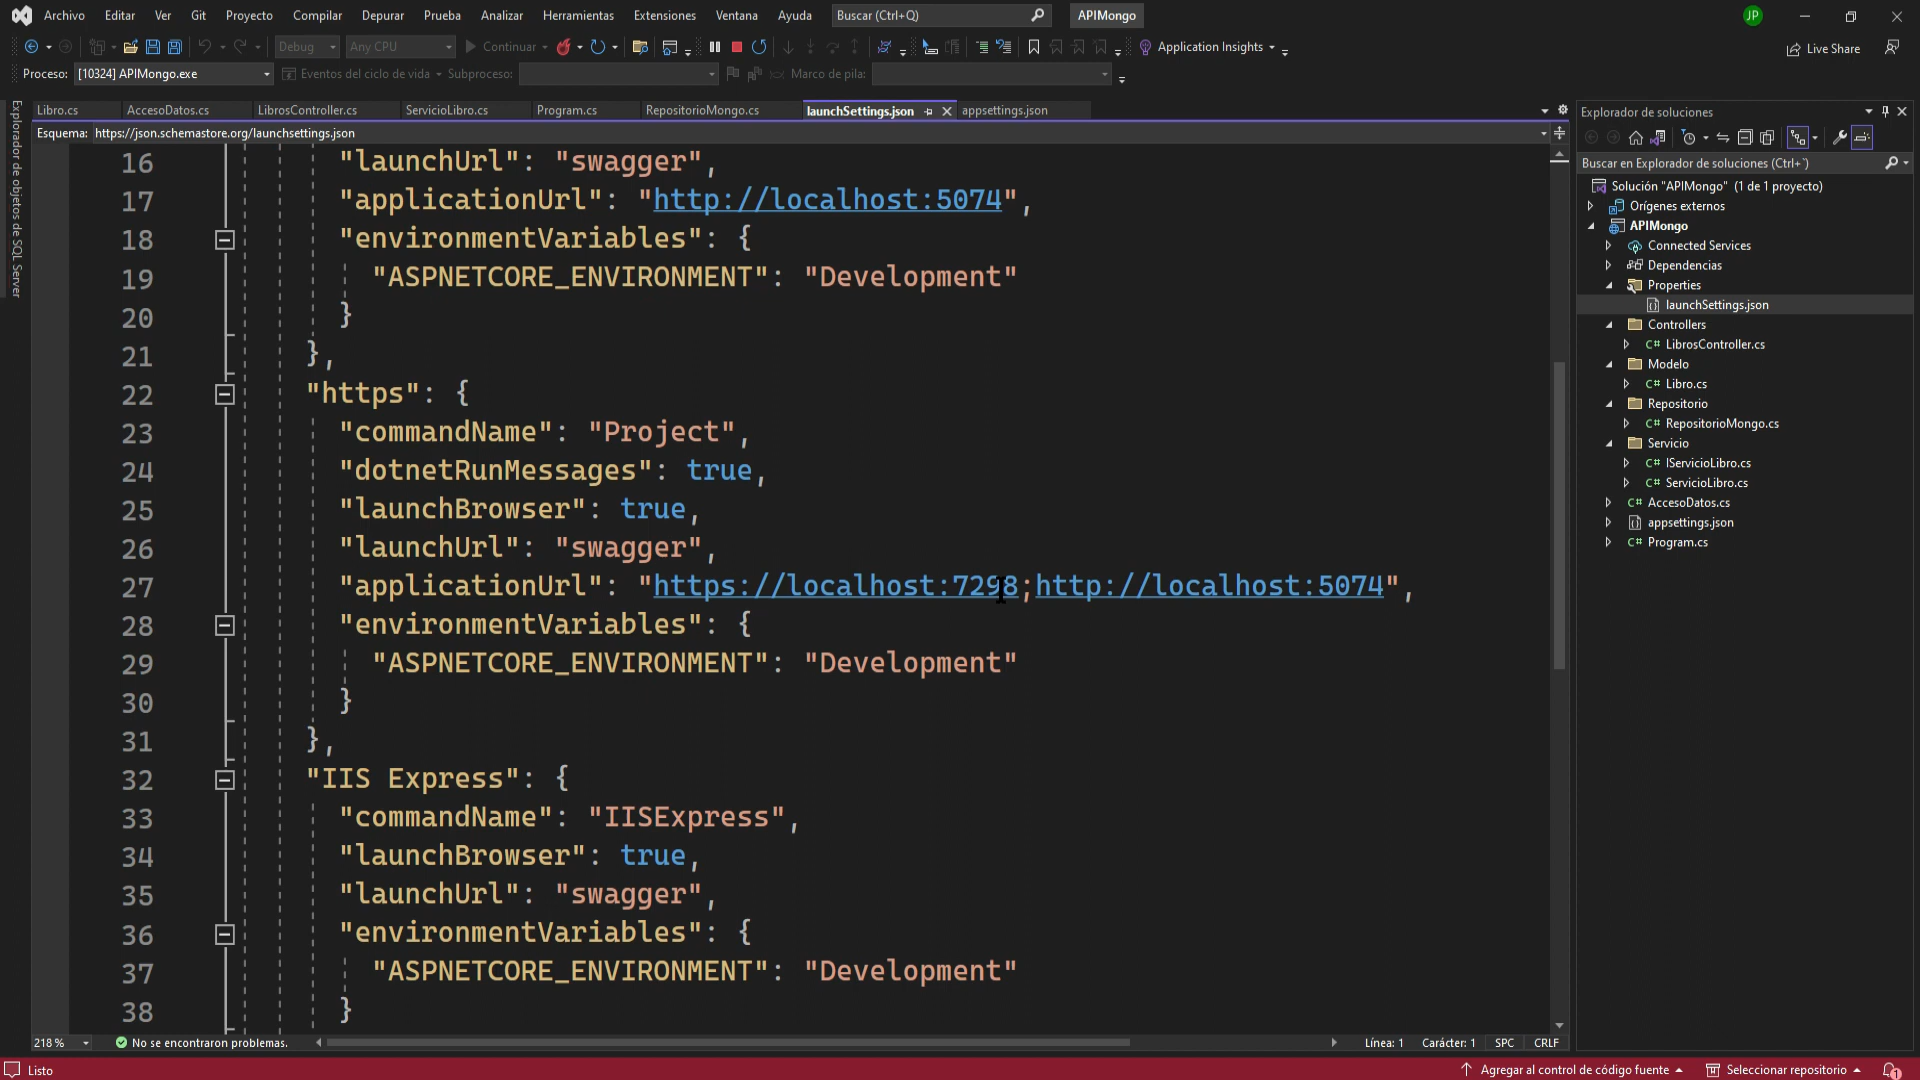 Archivo Editar Ver Git Proyecto Compilar Depurar Prueba Analizar Herramientas Extensiones Ventana Ayuda Buscar (Ctrl+Q) APIMongo JP
Debug Any CPU Continuar Application Insights Live Share
Proceso: [10324] APIMongo.exe Eventos del ciclo de vida Subproceso: Marco de pila:
Explorador de objetos de SQL Server
Libro.cs AccesoDatos.cs LibrosController.cs ServicioLibro.cs Program.cs RepositorioMongo.cs launchSettings.json appsettings.json
Esquema: https://json.schemastore.org/launchsettings.json
16 "launchUrl": "swagger",
17 "applicationUrl": "http://localhost:5074",
18 "environmentVariables": {
19 "ASPNETCORE_ENVIRONMENT": "Development"
20 }
21 },
22 "https": {
23 "commandName": "Project",
24 "dotnetRunMessages": true,
25 "launchBrowser": true,
26 "launchUrl": "swagger",
27 "applicationUrl": "https://localhost:7298;http://localhost:5074",
28 "environmentVariables": {
29 "ASPNETCORE_ENVIRONMENT": "Development"
30 }
31 },
32 "IIS Express": {
33 "commandName": "IISExpress",
34 "launchBrowser": true,
35 "launchUrl": "swagger",
36 "environmentVariables": {
37 "ASPNETCORE_ENVIRONMENT": "Development"
38 }
218 % No se encontraron problemas. Línea: 1 Carácter: 1 SPC CRLF
Explorador de soluciones
Buscar en Explorador de soluciones (Ctrl+`)
Solución "APIMongo" (1 de 1 proyecto)
Orígenes externos
APIMongo
Connected Services
Dependencias
Properties
launchSettings.json
Controllers
C# LibrosController.cs
Modelo
C# Libro.cs
Repositorio
C# RepositorioMongo.cs
Servicio
C# IServicioLibro.cs
C# ServicioLibro.cs
C# AccesoDatos.cs
appsettings.json
C# Program.cs
Listo Agregar al control de código fuente Seleccionar repositorio 1